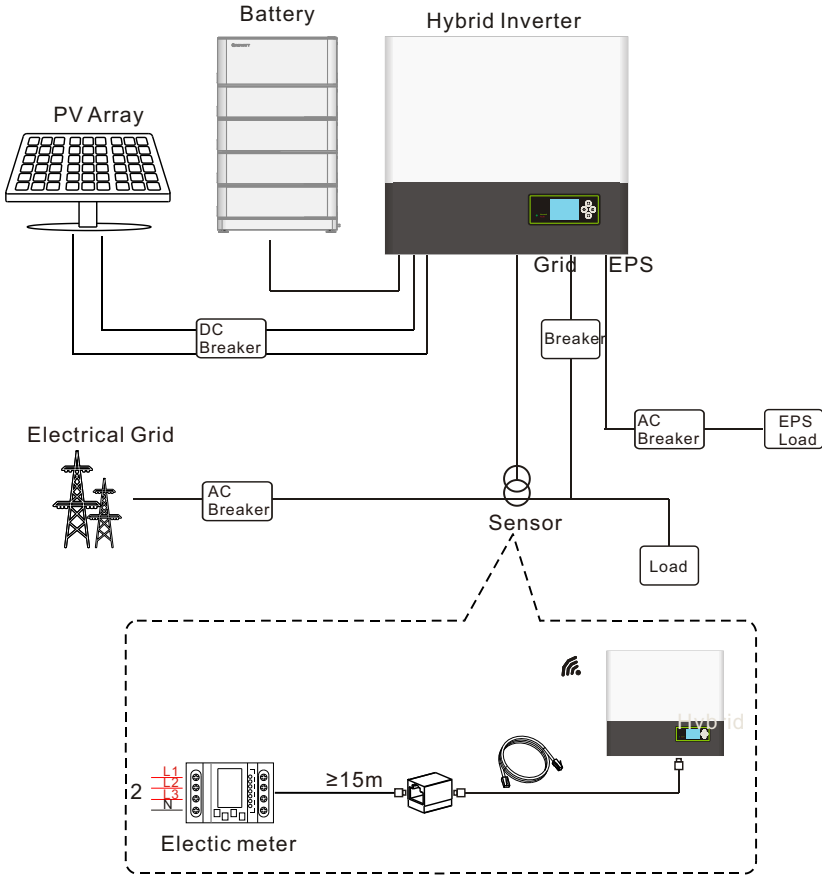 Battery
Hybrid Inverter
PV Array
Grid
EPS
DC
Breaker
Breaker
AC
Breaker
EPS
Load
Electrical Grid
AC
Breaker
Sensor
Load
Hybrid
L1
L2
L3
N
2
≥15m
Electic meter